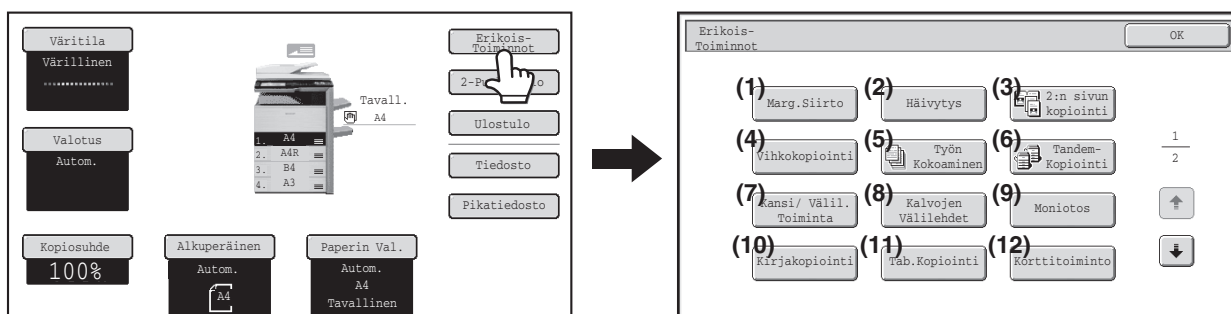 Väritila
Värillinen
Valotus
Autom.
Kopiosuhde
100%
Alkuperäinen
Autom.
A4
Paperin Val.
Autom.
A4
Tavallinen
Tavall.
A4
1. A4
2. A4R
3. B4
4. A3
Erikois-
Toiminnot
Ulostulo
Tiedosto
Pikatiedosto
Erikois-
Toiminnot
OK
(1) Marg.Siirto
(2) Häivytys
(3) 2:n sivun
kopiointi
(4) Vihkokopiointi
(5) Työn
Kokoaminen
(6) Tandem-
Kopiointi
(7) Kansi/ Välil.
Toiminta
(8) Kalvojen
Välilehdet
(9) Moniotos
(10) Kirjakopiointi
(11) Tab.Kopiointi
(12) Korttitoiminto
1
2